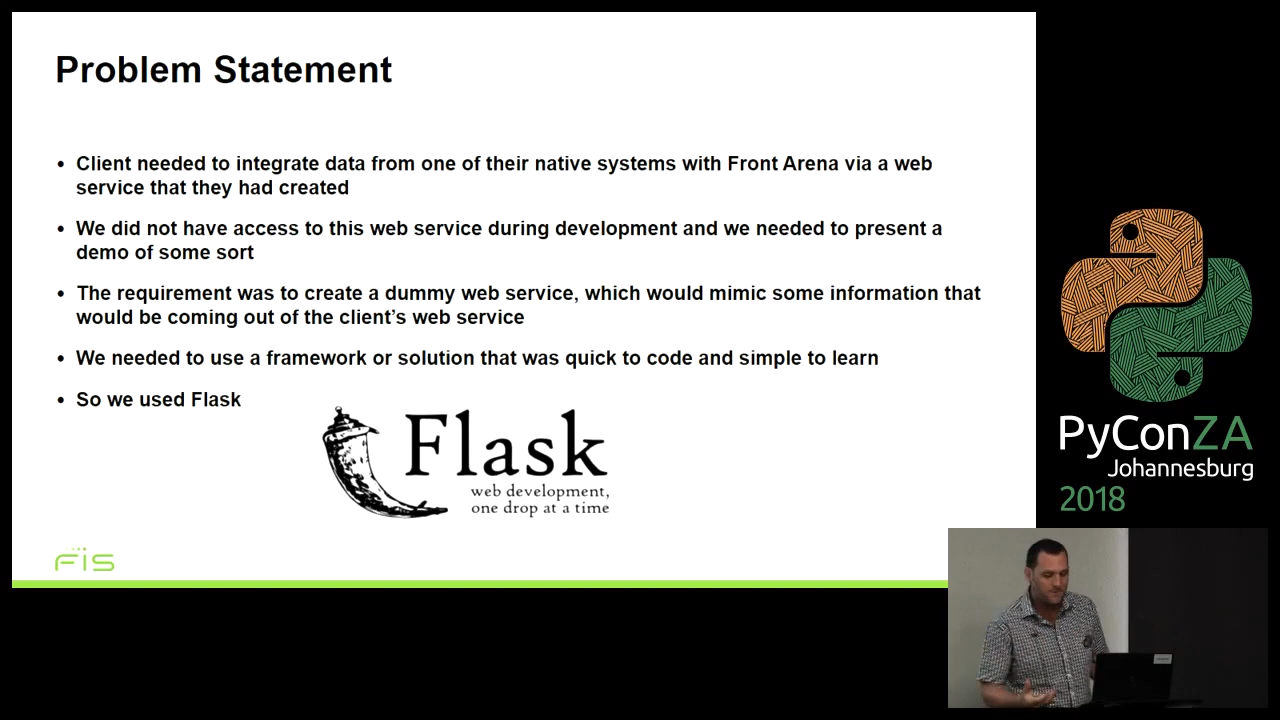 Problem Statement
• Client needed to integrate data from one of their native systems with Front Arena via a web
service that they had created
• We did not have access to this web service during development and we needed to present a
demo of some sort
• The requirement was to create a dummy web service, which would mimic some information that
would be coming out of the client’s web service
• We needed to use a framework or solution that was quick to code and simple to learn
• So we used Flask
Flask
web development,
one drop at a time
FIS
PyConZA
Johannesburg
2018